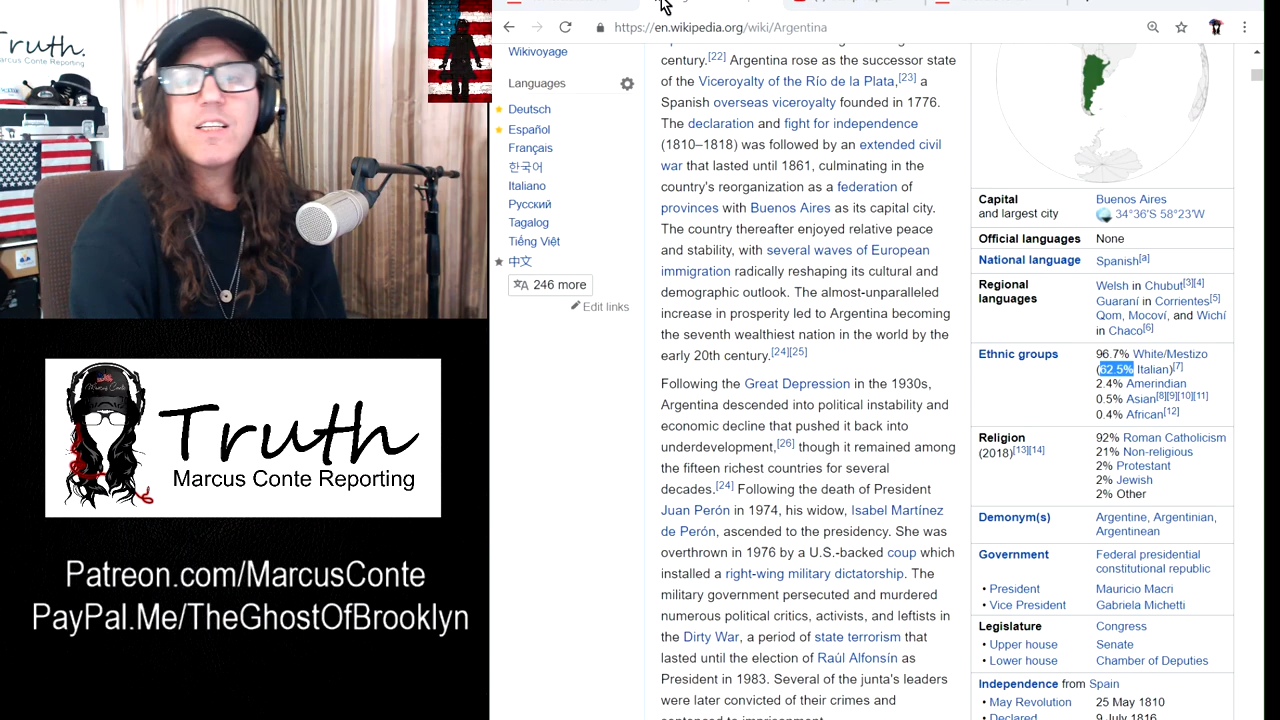 Truth.
Marcus Conte Reporting
Truth
Marcus Conte Reporting
Patreon.com/MarcusConte
PayPal.Me/TheGhostOfBrooklyn
https://en.wikipedia.org/wiki/Argentina
Wikivoyage
Languages
Deutsch
Español
Français
한국어
Italiano
Русский
Tagalog
Tiếng Việt
中文
246 more
Edit links
century.[22] Argentina rose as the successor state
of the Viceroyalty of the Río de la Plata,[23] a
Spanish overseas viceroyalty founded in 1776.
The declaration and fight for independence
(1810–1818) was followed by an extended civil
war that lasted until 1861, culminating in the
country's reorganization as a federation of
provinces with Buenos Aires as its capital city.
The country thereafter enjoyed relative peace
and stability, with several waves of European
immigration radically reshaping its cultural and
demographic outlook. The almost-unparalleled
increase in prosperity led to Argentina becoming
the seventh wealthiest nation in the world by the
early 20th century.[24][25]
Following the Great Depression in the 1930s,
Argentina descended into political instability and
economic decline that pushed it back into
underdevelopment,[26] though it remained among
the fifteen richest countries for several
decades.[24] Following the death of President
Juan Perón in 1974, his widow, Isabel Martínez
de Perón, ascended to the presidency. She was
overthrown in 1976 by a U.S.-backed coup which
installed a right-wing military dictatorship. The
military government persecuted and murdered
numerous political critics, activists, and leftists in
the Dirty War, a period of state terrorism that
lasted until the election of Raúl Alfonsín as
President in 1983. Several of the junta's leaders
were later convicted of their crimes and
sentenced to imprisonment.
Capital
and largest city
Buenos Aires
34°36′S 58°23′W
Official languages None
National language Spanish[a]
Regional
languages
Welsh in Chubut[3][4]
Guaraní in Corrientes[5]
Qom, Mocoví, and Wichí
in Chaco[6]
Ethnic groups 96.7% White/Mestizo
(62.5% Italian)[7]
2.4% Amerindian
0.5% Asian[8][9][10][11]
0.4% African[12]
Religion
(2018)[13][14]
92% Roman Catholicism
21% Non-religious
2% Protestant
2% Jewish
2% Other
Demonym(s) Argentine, Argentinian,
Argentinean
Government Federal presidential
constitutional republic
• President Mauricio Macri
• Vice President Gabriela Michetti
Legislature Congress
• Upper house Senate
• Lower house Chamber of Deputies
Independence from Spain
• May Revolution 25 May 1810
• Declared 9 July 1816